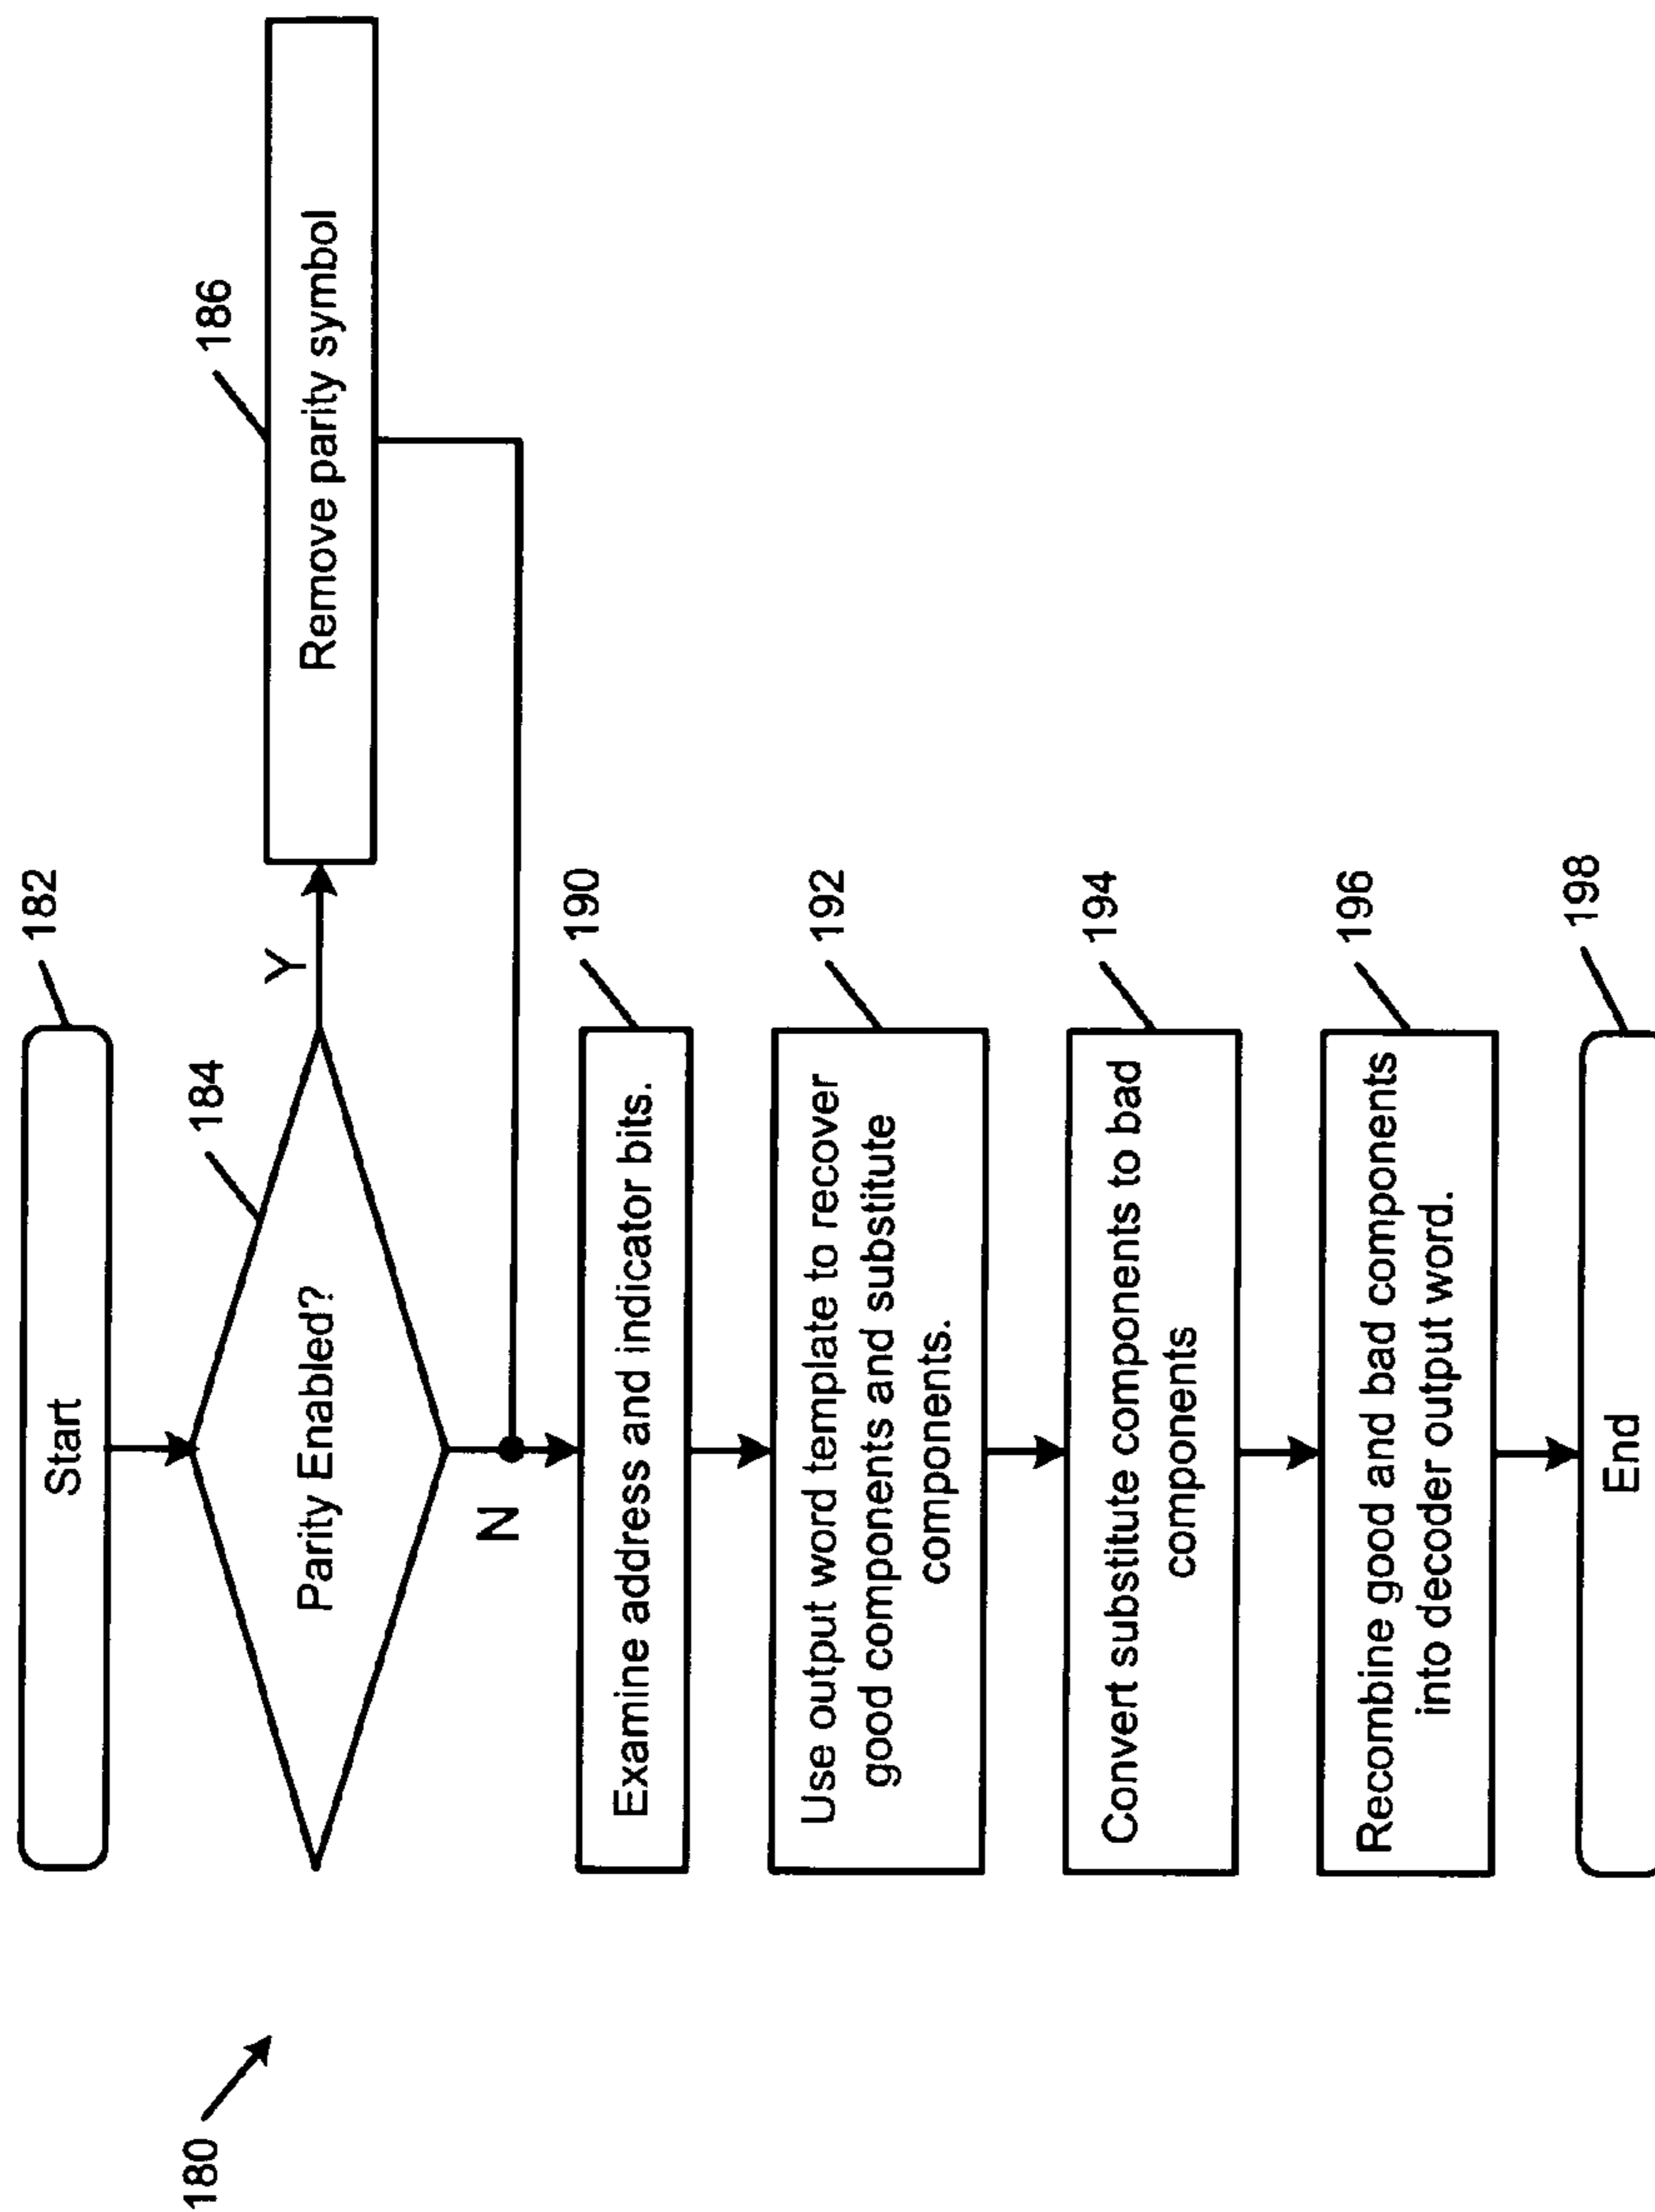 180
Start
182
Parity Enabled?
184
Y
Remove parity symbol
186
N
Examine address and indicator bits.
190
Use output word template to recover
good components and substitute
components.
192
Convert substitute components to bad
components
194
Recombine good and bad components
into decoder output word.
196
End
198